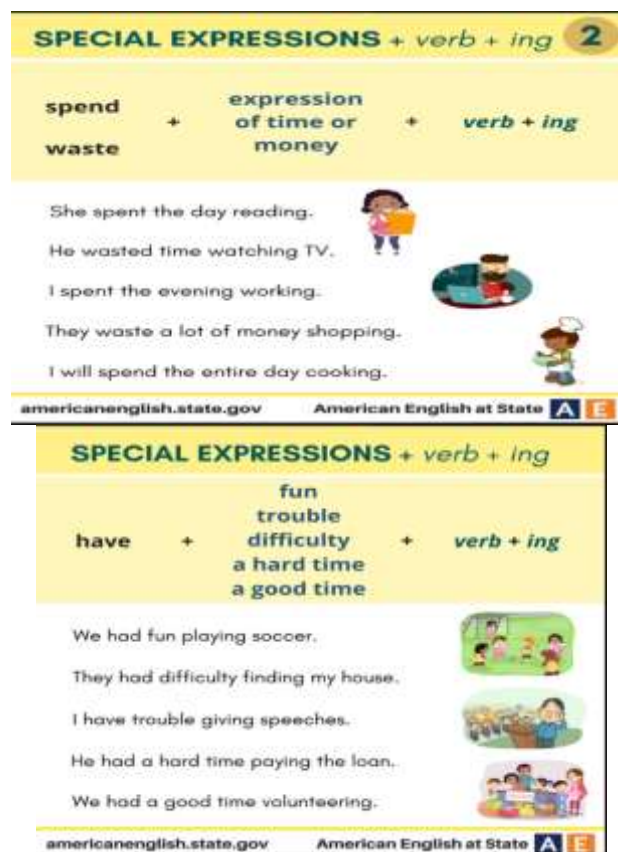 SPECIAL EXPRESSIONS + verb + ing 2
spend
waste
+
expression
of time or
money
+
verb + ing
She spent the day reading.
He wasted time watching TV.
I spent the evening working.
They waste a lot of money shopping.
I will spend the entire day cooking.
americanenglish.state.gov American English at State A E
SPECIAL EXPRESSIONS + verb + ing
have
+
fun
trouble
difficulty
a hard time
a good time
+
verb + ing
We had fun playing soccer.
They had difficulty finding my house.
I have trouble giving speeches.
He had a hard time paying the loan.
We had a good time volunteering.
americanenglish.state.gov American English at State A E